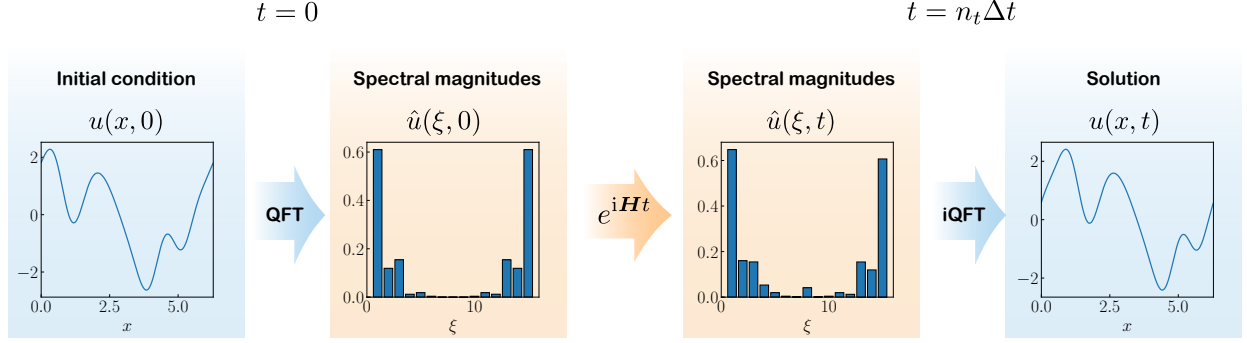 t = 0
t = nₜΔt
Initial condition
u(x, 0)
2
0
−2
0.0 2.5 5.0
x
QFT
Spectral magnitudes
û(ξ, 0)
0.6
0.4
0.2
0.0
0 10
ξ
e^{iHt}
Spectral magnitudes
û(ξ, t)
0.6
0.4
0.2
0.0
0 10
ξ
iQFT
Solution
u(x, t)
2
0
−2
0.0 2.5 5.0
x